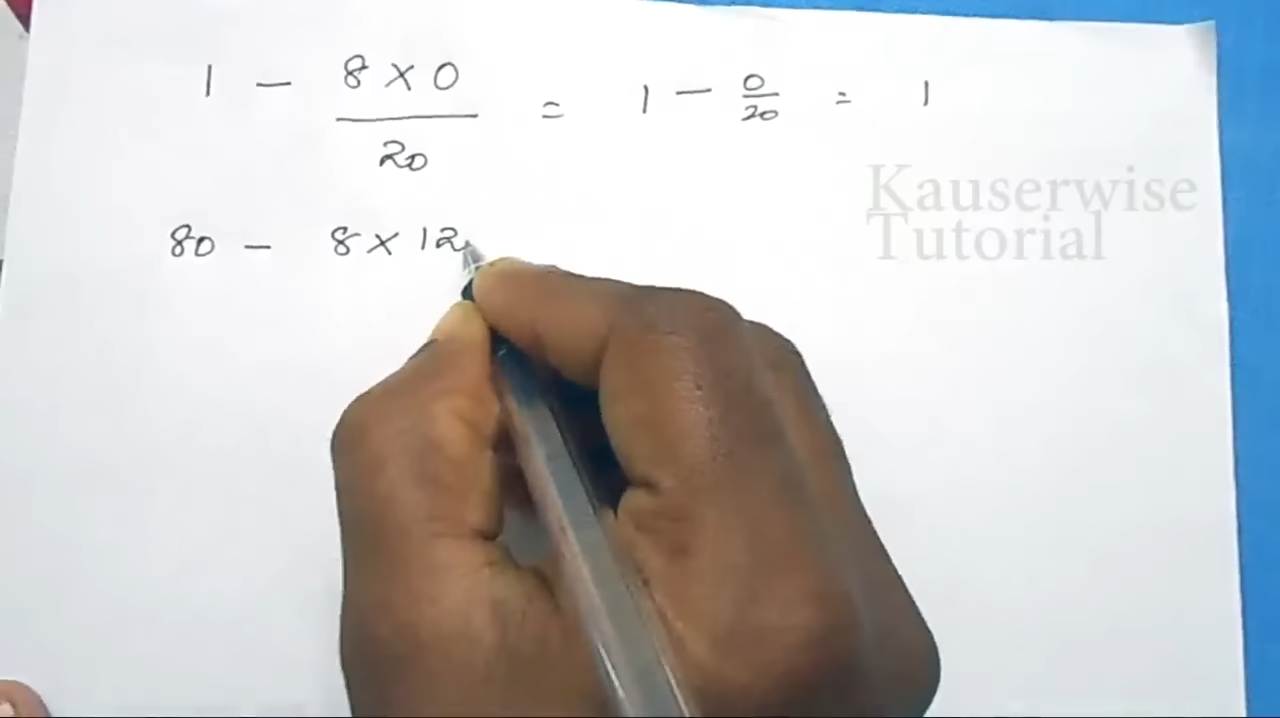 1 - 8 × 0 / 20 = 1 - 0/20 = 1
Kauserwise
Tutorial
80 - 8 × 12